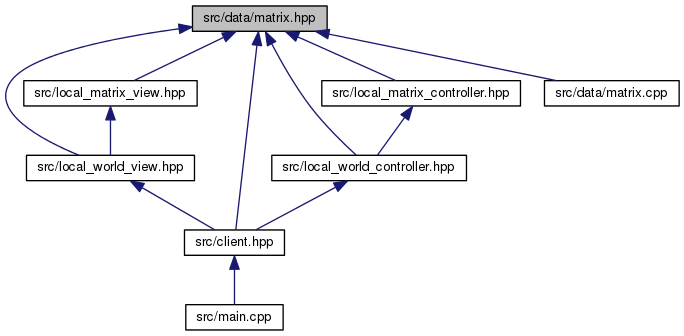 src/data/matrix.hpp
src/local_matrix_view.hpp
src/local_matrix_controller.hpp
src/data/matrix.cpp
src/local_world_view.hpp
src/local_world_controller.hpp
src/client.hpp
src/main.cpp